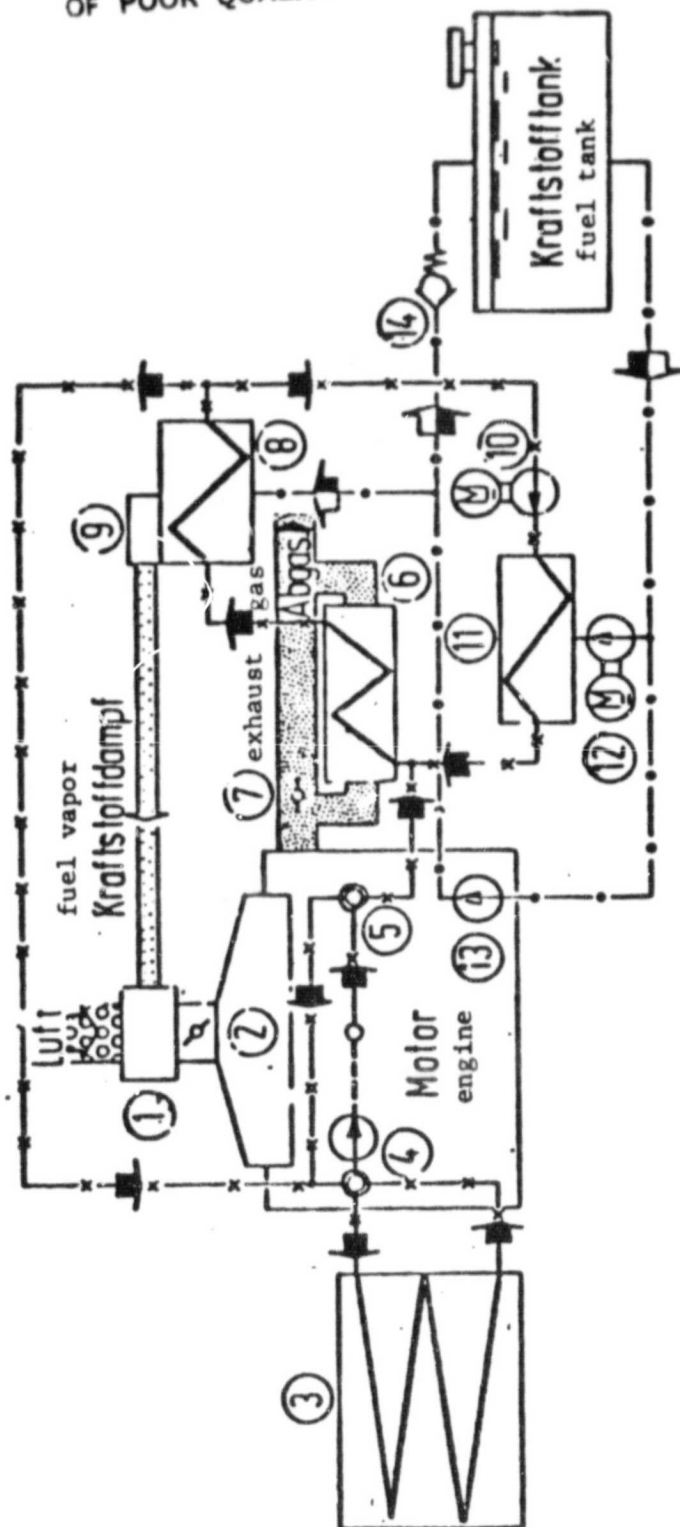 OF POOR
Luft
fuel vapor
Kraftstoffdampf
9
8
1
2
7
exhaust gas
Abgas
6
14
Kraftstofftank
fuel tank
10
M
11
M
12
5
13
4
Motor
engine
3